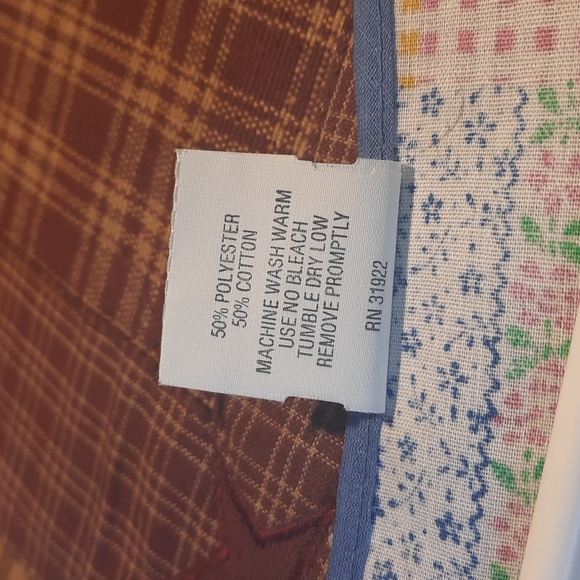 50% POLYESTER
50% COTTON
MACHINE WASH WARM
USE NO BLEACH
TUMBLE DRY LOW
REMOVE PROMPTLY
RN 31922